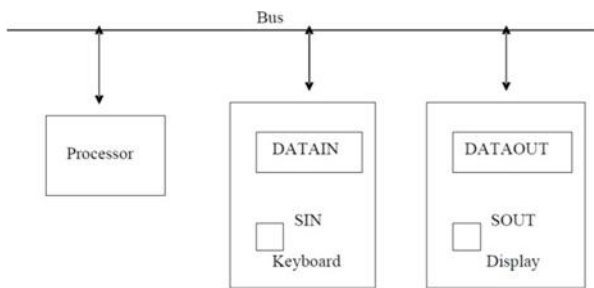 Bus
Processor
DATAIN
SIN
Keyboard
DATAOUT
SOUT
Display